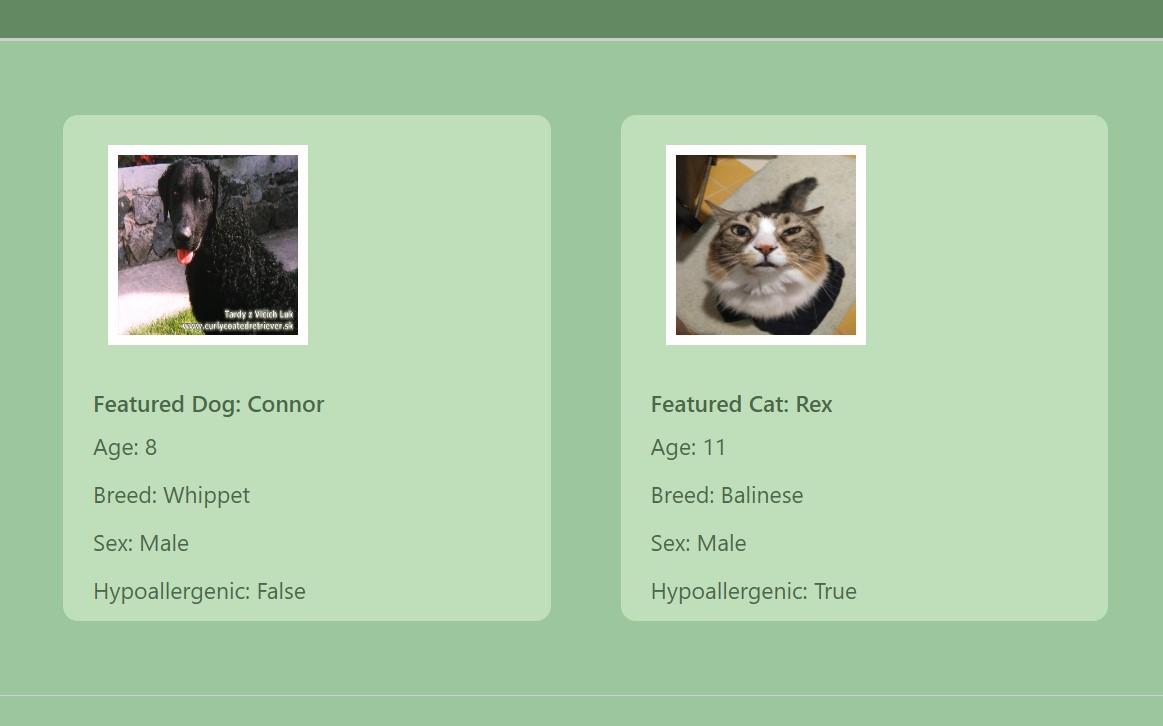 Tardy z Vlcich Luk
www.curlycoatedretriever.sk
Featured Dog: Connor
Age: 8
Breed: Whippet
Sex: Male
Hypoallergenic: False
Featured Cat: Rex
Age: 11
Breed: Balinese
Sex: Male
Hypoallergenic: True